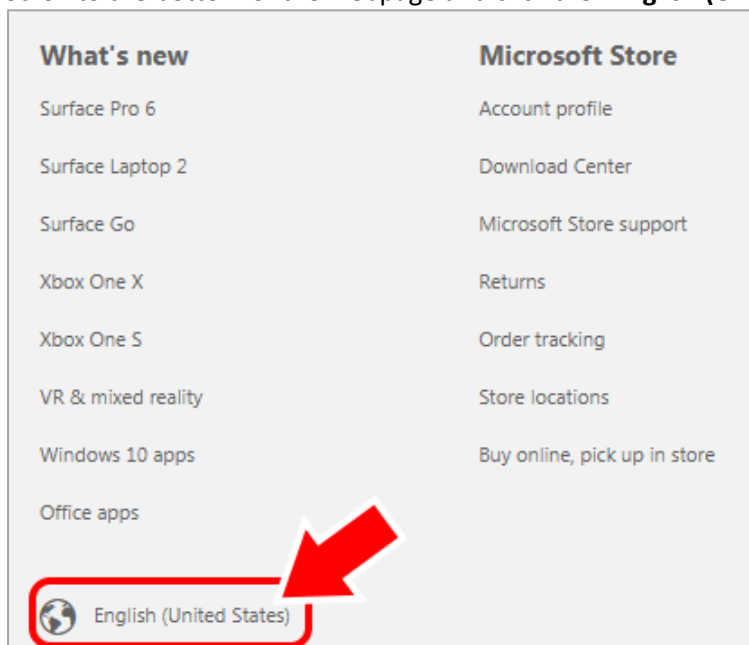 What's new
Surface Pro 6
Surface Laptop 2
Surface Go
Xbox One X
Xbox One S
VR & mixed reality
Windows 10 apps
Office apps
English (United States)
Microsoft Store
Account profile
Download Center
Microsoft Store support
Returns
Order tracking
Store locations
Buy online, pick up in store